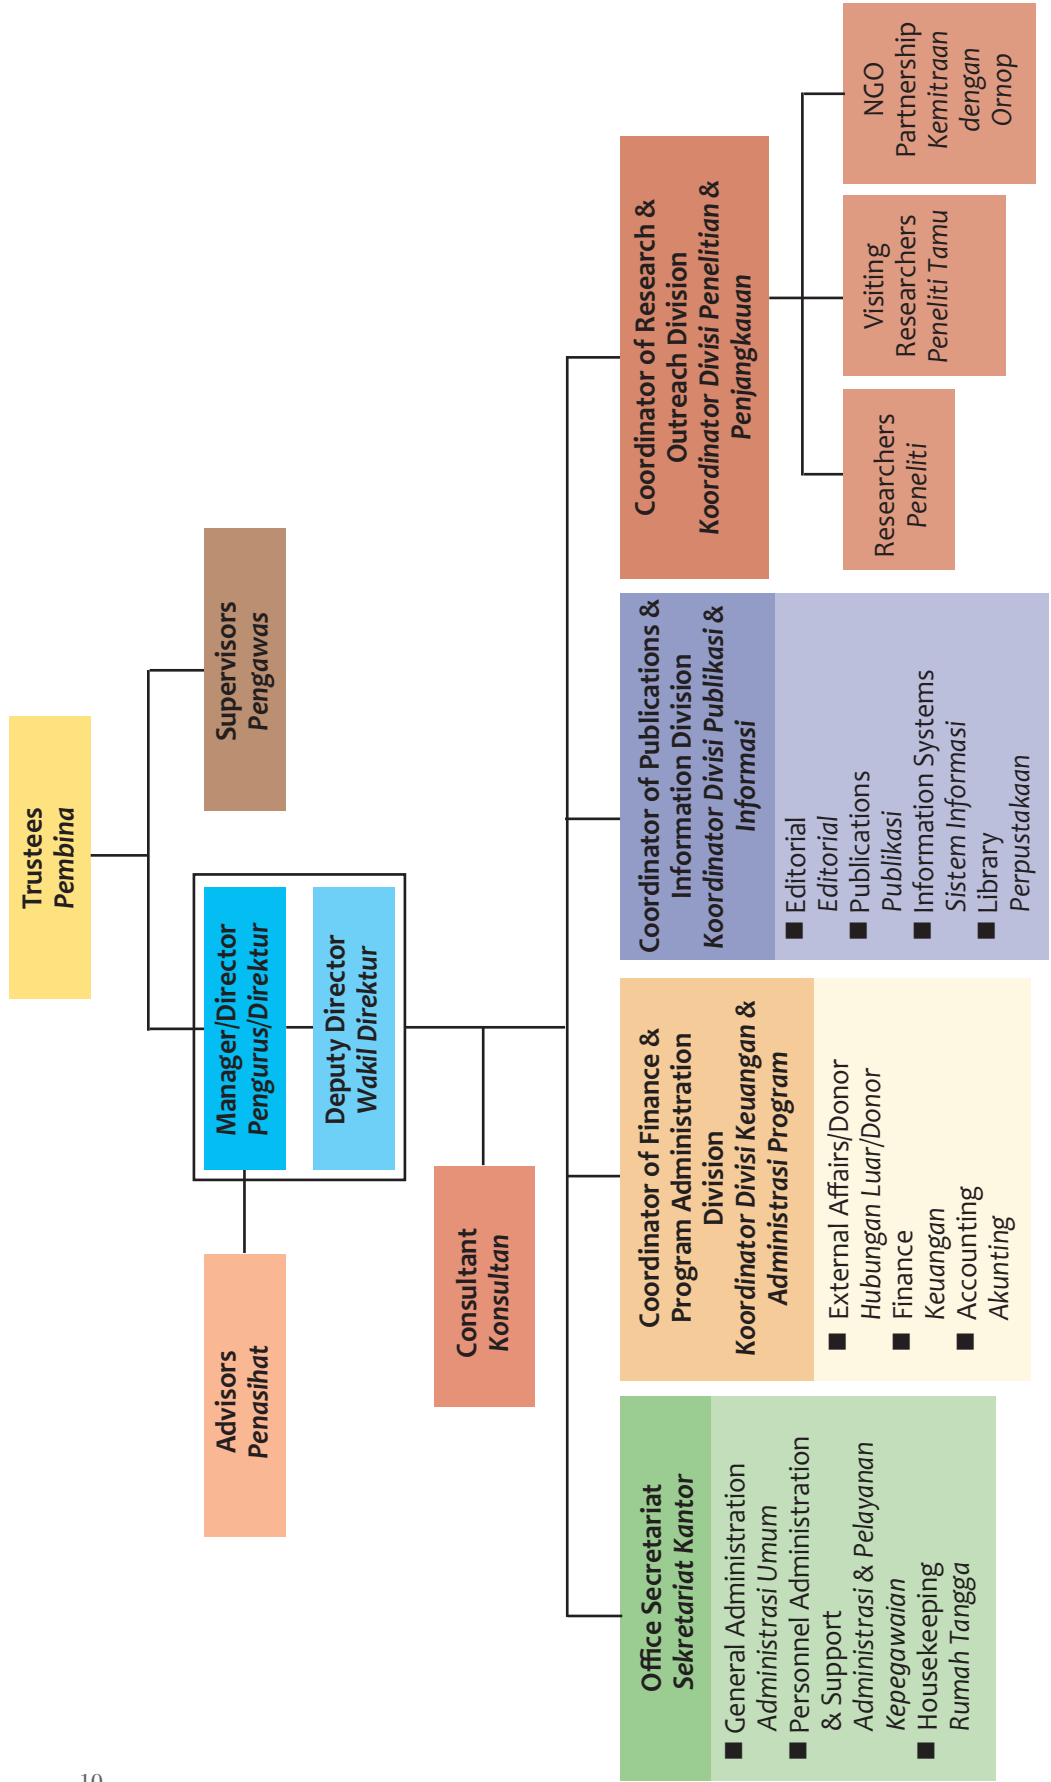 Trustees
Pembina
Supervisors
Pengawas
Manager/Director
Pengurus/Direktur
Deputy Director
Wakil Direktur
Advisors
Penasihat
Consultant
Konsultan
Office Secretariat
Sekretariat Kantor
■ General Administration
Administrasi Umum
■ Personnel Administration
& Support
Administrasi & Pelayanan
Kepegawaian
■ Housekeeping
Rumah Tangga
Coordinator of Finance &
Program Administration
Division
Koordinator Divisi Keuangan &
Administrasi Program
■ External Affairs/Donor
Hubungan Luar/Donor
■ Finance
Keuangan
■ Accounting
Akunting
Coordinator of Publications &
Information Division
Koordinator Divisi Publikasi &
Informasi
■ Editorial
Editorial
■ Publications
Publikasi
■ Information Systems
Sistem Informasi
■ Library
Perpustakaan
Coordinator of Research &
Outreach Division
Koordinator Divisi Penelitian &
Penjangkauan
Researchers
Peneliti
Visiting
Researchers
Peneliti Tamu
NGO
Partnership
Kemitraan
dengan
Ornop
10